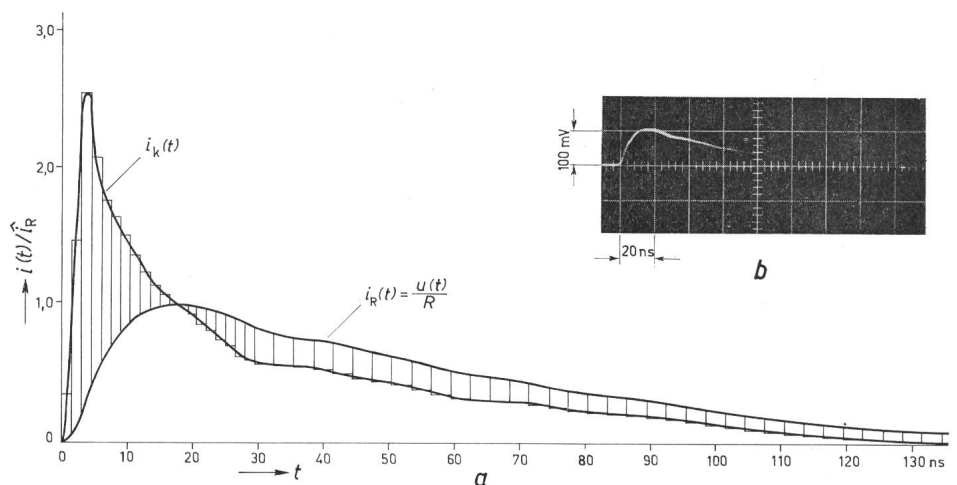 3,0
2,0
1,0
0
i(t)/î_R
i_k(t)
i_R(t) = u(t)/R
0 10 20 30 40 50 60 70 80 90 100 110 120 130 ns
t
a
100 mV
20 ns
b